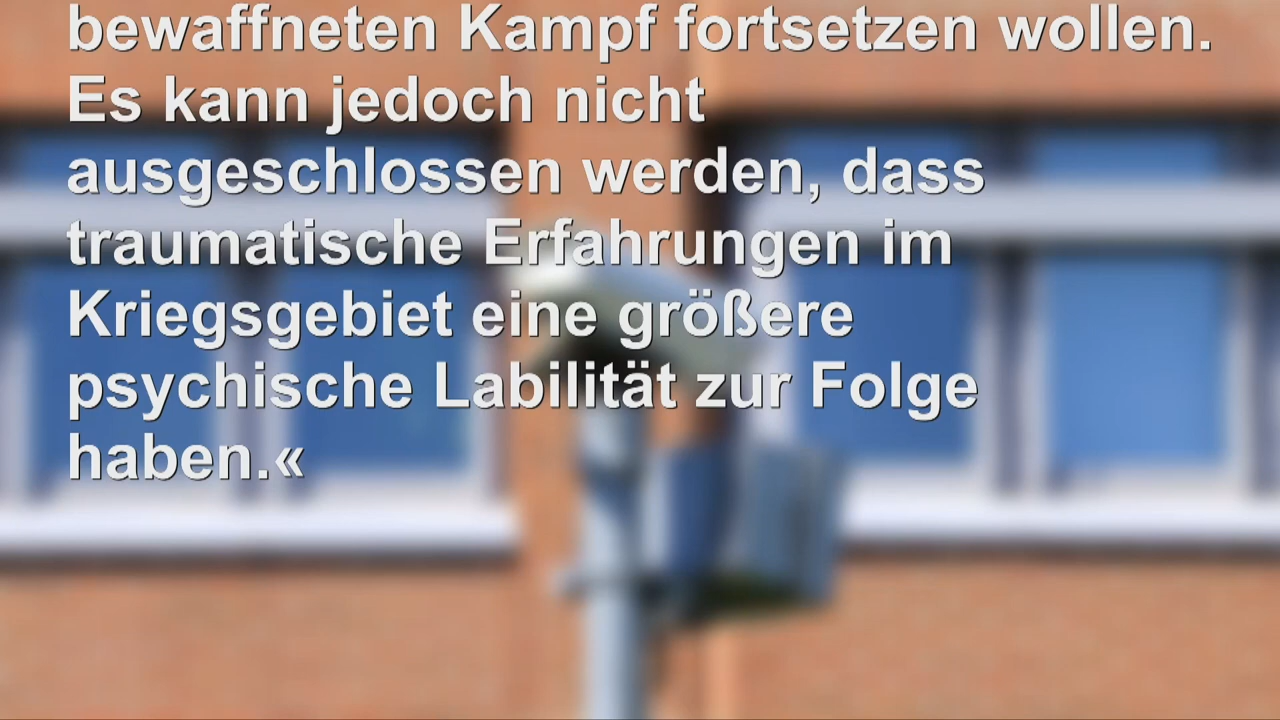 bewaffneten Kampf fortsetzen wollen.
Es kann jedoch nicht
ausgeschlossen werden, dass
traumatische Erfahrungen im
Kriegsgebiet eine größere
psychische Labilität zur Folge
haben.«